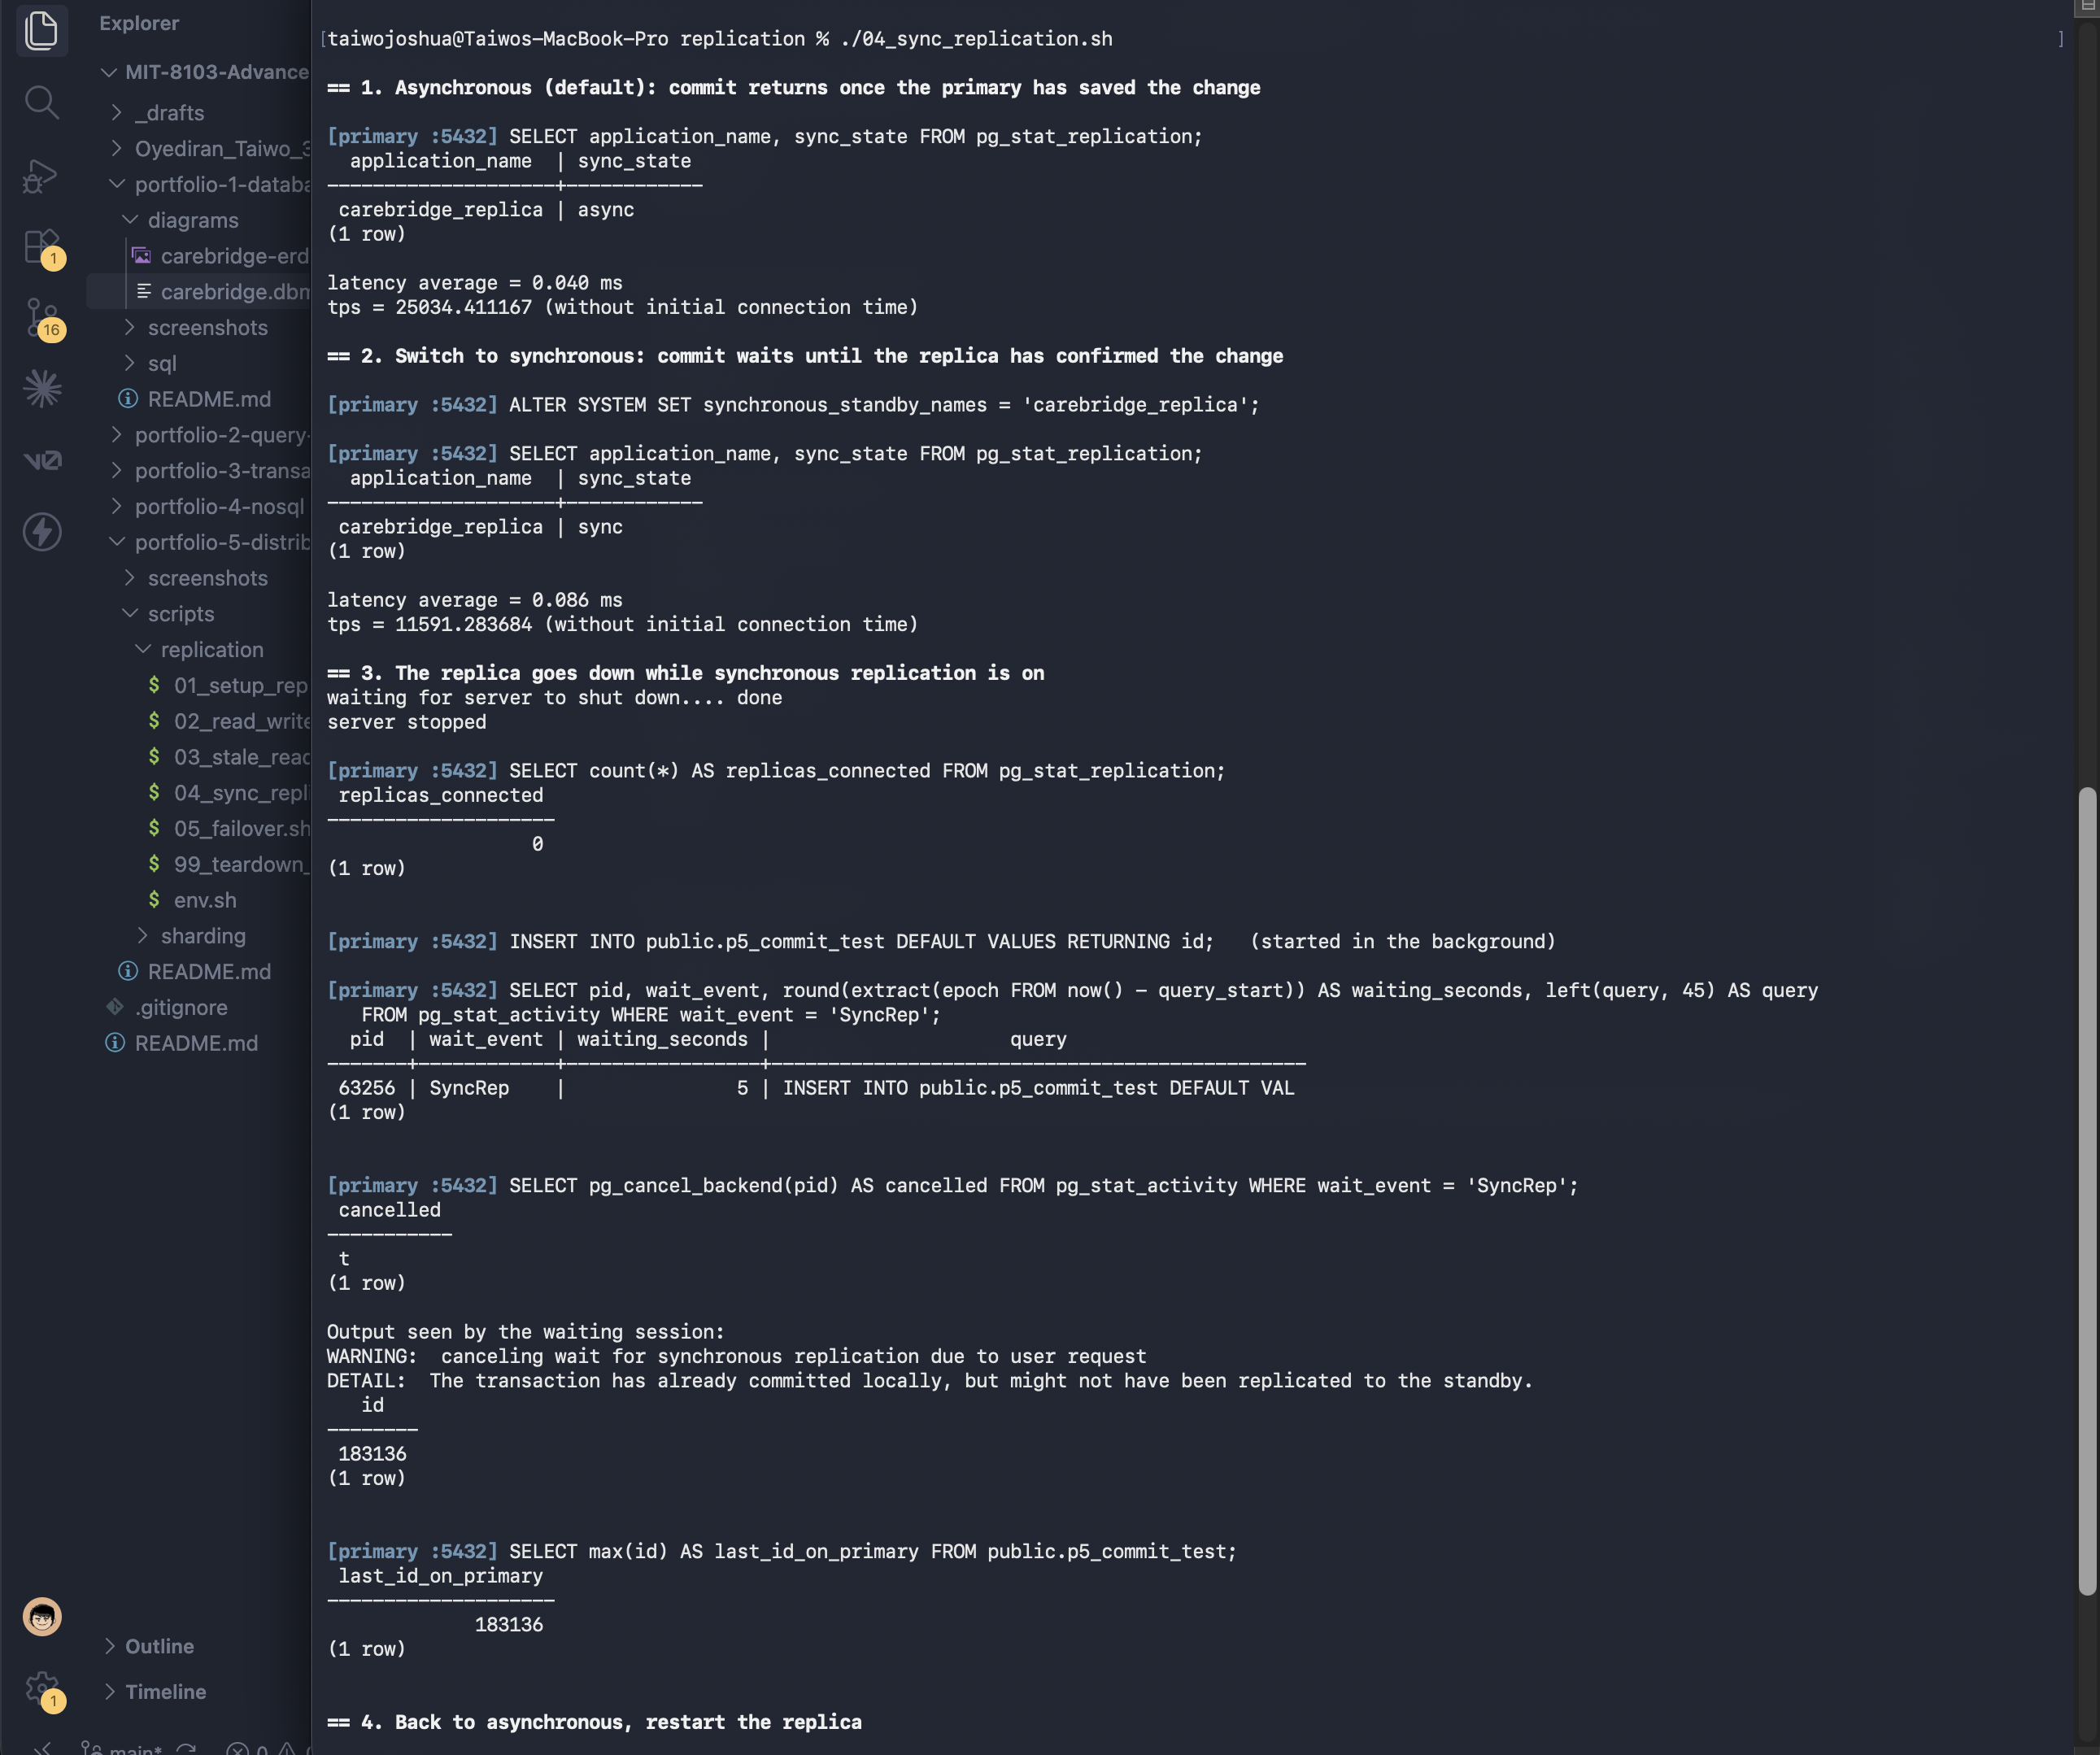 Explorer
MIT-8103-Advance
_drafts
Oyediran_Taiwo_3
portfolio-1-databa
diagrams
carebridge-erd
carebridge.dbm
screenshots
sql
README.md
portfolio-2-query-
portfolio-3-transa
portfolio-4-nosql
portfolio-5-distrib
screenshots
scripts
replication
$ 01_setup_rep
$ 02_read_write
$ 03_stale_read
$ 04_sync_repli
$ 05_failover.sh
$ 99_teardown_
$ env.sh
sharding
README.md
.gitignore
README.md
Outline
Timeline
1
16
1
main*
0
[taiwojoshua@Taiwos-MacBook-Pro replication % ./04_sync_replication.sh ]
== 1. Asynchronous (default): commit returns once the primary has saved the change
[primary :5432] SELECT application_name, sync_state FROM pg_stat_replication;
application_name | sync_state
--------------------+------------
carebridge_replica | async
(1 row)
latency average = 0.040 ms
tps = 25034.411167 (without initial connection time)
== 2. Switch to synchronous: commit waits until the replica has confirmed the change
[primary :5432] ALTER SYSTEM SET synchronous_standby_names = 'carebridge_replica';
[primary :5432] SELECT application_name, sync_state FROM pg_stat_replication;
application_name | sync_state
--------------------+------------
carebridge_replica | sync
(1 row)
latency average = 0.086 ms
tps = 11591.283684 (without initial connection time)
== 3. The replica goes down while synchronous replication is on
waiting for server to shut down.... done
server stopped
[primary :5432] SELECT count(*) AS replicas_connected FROM pg_stat_replication;
replicas_connected
--------------------
0
(1 row)
[primary :5432] INSERT INTO public.p5_commit_test DEFAULT VALUES RETURNING id; (started in the background)
[primary :5432] SELECT pid, wait_event, round(extract(epoch FROM now() - query_start)) AS waiting_seconds, left(query, 45) AS query
FROM pg_stat_activity WHERE wait_event = 'SyncRep';
pid | wait_event | waiting_seconds | query
-------+------------+-----------------+-----------------------------------------------
63256 | SyncRep | 5 | INSERT INTO public.p5_commit_test DEFAULT VAL
(1 row)
[primary :5432] SELECT pg_cancel_backend(pid) AS cancelled FROM pg_stat_activity WHERE wait_event = 'SyncRep';
cancelled
-----------
t
(1 row)
Output seen by the waiting session:
WARNING: canceling wait for synchronous replication due to user request
DETAIL: The transaction has already committed locally, but might not have been replicated to the standby.
id
--------
183136
(1 row)
[primary :5432] SELECT max(id) AS last_id_on_primary FROM public.p5_commit_test;
last_id_on_primary
--------------------
183136
(1 row)
== 4. Back to asynchronous, restart the replica